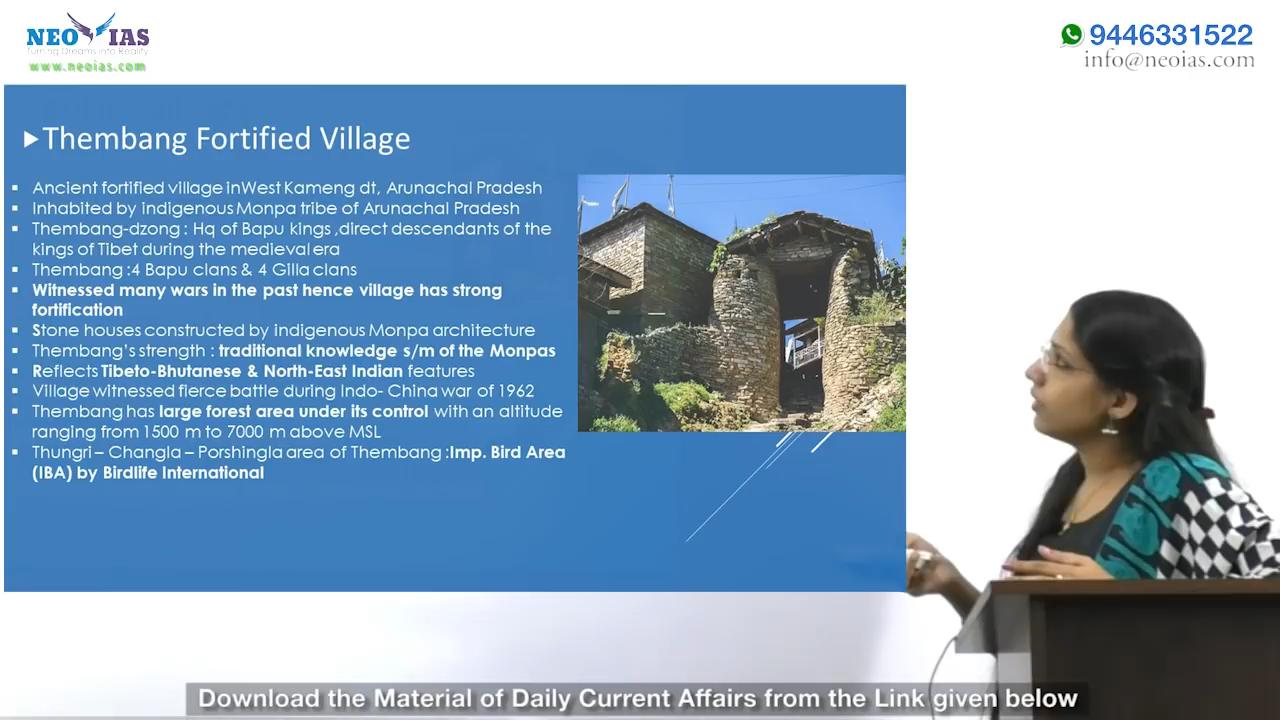 NEO IAS
Turning Dreams into Reality
www.neoias.com
9446331522
info@neoias.com
Thembang Fortified Village
Ancient fortified village inWest Kameng dt, Arunachal Pradesh
Inhabited by indigenous Monpa tribe of Arunachal Pradesh
Thembang-dzong : Hq of Bapu kings ,direct descendants of the
kings of Tibet during the medieval era
Thembang :4 Bapu clans & 4 Gilla clans
Witnessed many wars in the past hence village has strong
fortification
Stone houses constructed by indigenous Monpa architecture
Thembang's strength : traditional knowledge s/m of the Monpas
Reflects Tibeto-Bhutanese & North-East Indian features
Village witnessed fierce battle during Indo- China war of 1962
Thembang has large forest area under its control with an altitude
ranging from 1500 m to 7000 m above MSL
Thungri – Changla – Porshingla area of Thembang :Imp. Bird Area
(IBA) by Birdlife International
Download the Material of Daily Current Affairs from the Link given below